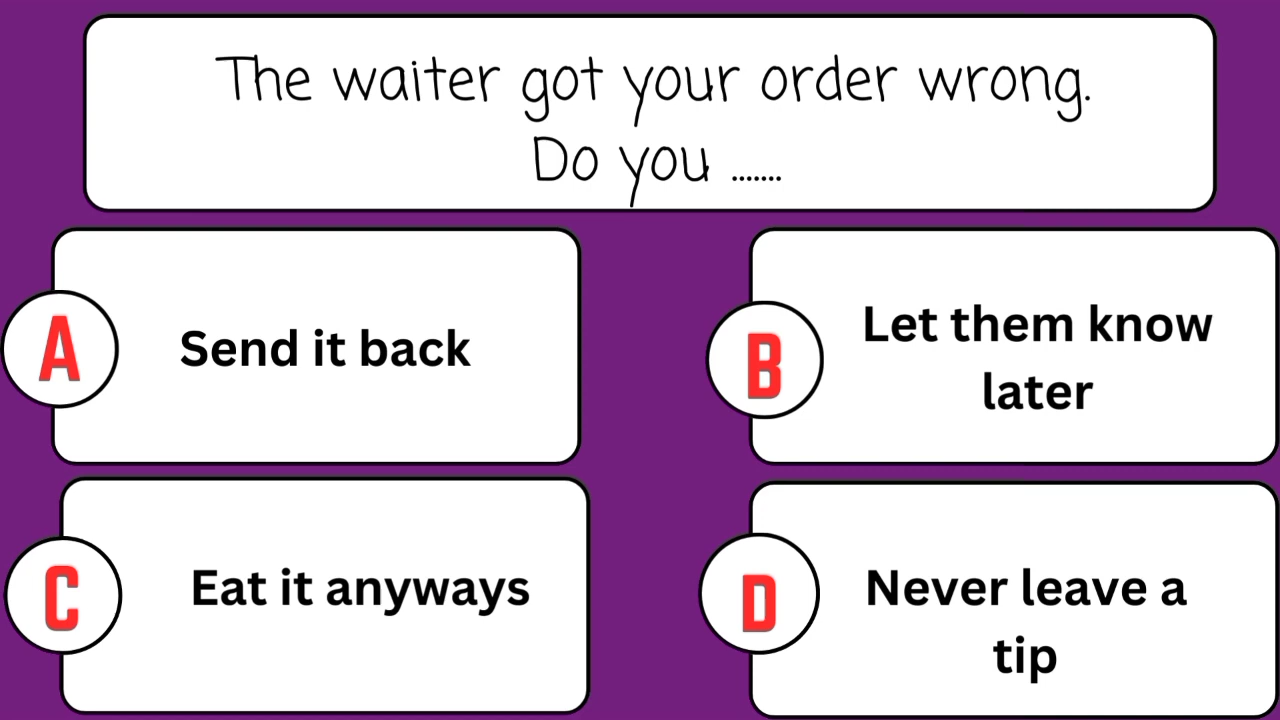 The waiter got your order wrong.
Do you .......
A
Send it back
B
Let them know
later
C
Eat it anyways
D
Never leave a
tip